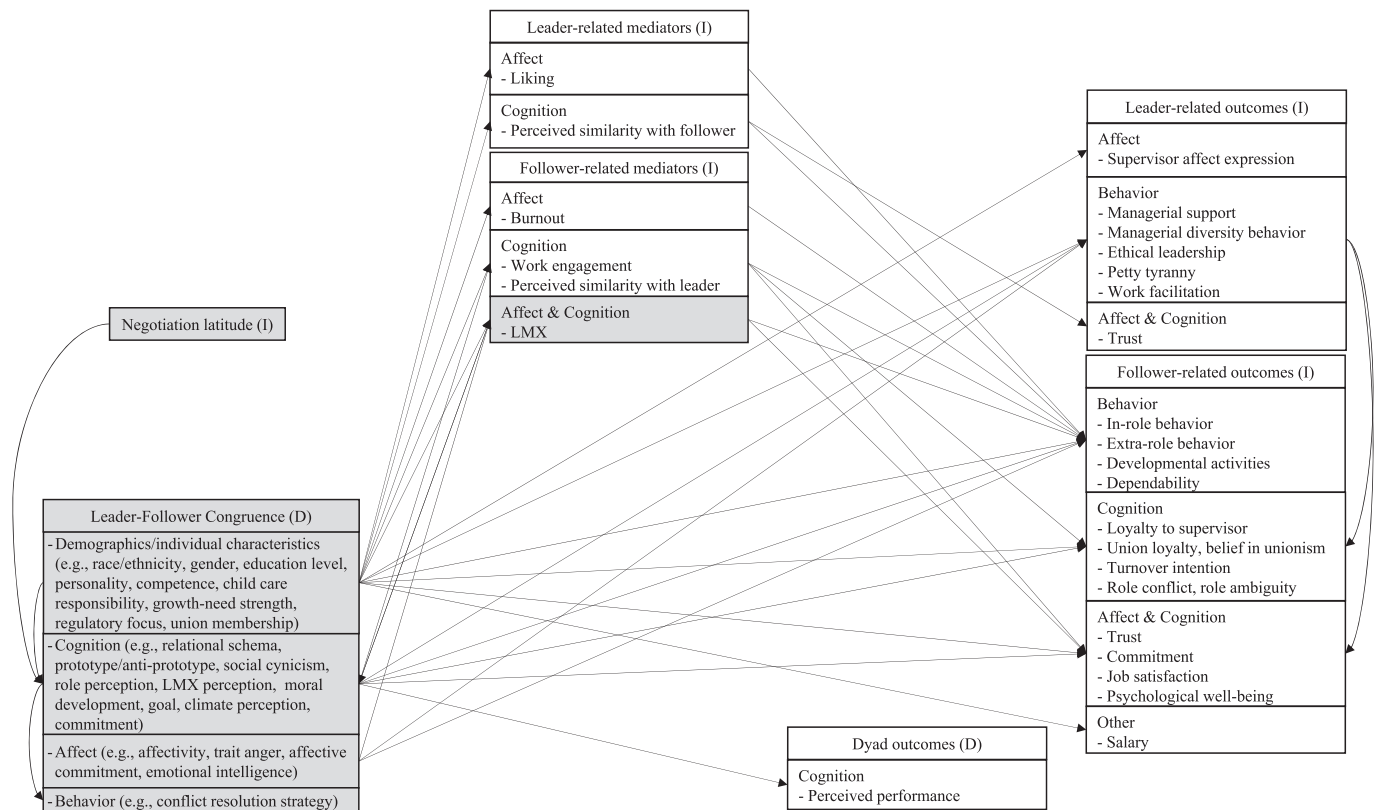 Leader-related mediators (I)
Affect
- Liking
Cognition
- Perceived similarity with follower
Follower-related mediators (I)
Affect
- Burnout
Cognition
- Work engagement
- Perceived similarity with leader
Affect & Cognition
- LMX
Negotiation latitude (I)
Leader-Follower Congruence (D)
- Demographics/individual characteristics
(e.g., race/ethnicity, gender, education level,
personality, competence, child care
responsibility, growth-need strength,
regulatory focus, union membership)
- Cognition (e.g., relational schema,
prototype/anti-prototype, social cynicism,
role perception, LMX perception, moral
development, goal, climate perception,
commitment)
- Affect (e.g., affectivity, trait anger, affective
commitment, emotional intelligence)
- Behavior (e.g., conflict resolution strategy)
Leader-related outcomes (I)
Affect
- Supervisor affect expression
Behavior
- Managerial support
- Managerial diversity behavior
- Ethical leadership
- Petty tyranny
- Work facilitation
Affect & Cognition
- Trust
Follower-related outcomes (I)
Behavior
- In-role behavior
- Extra-role behavior
- Developmental activities
- Dependability
Cognition
- Loyalty to supervisor
- Union loyalty, belief in unionism
- Turnover intention
- Role conflict, role ambiguity
Affect & Cognition
- Trust
- Commitment
- Job satisfaction
- Psychological well-being
Other
- Salary
Dyad outcomes (D)
Cognition
- Perceived performance